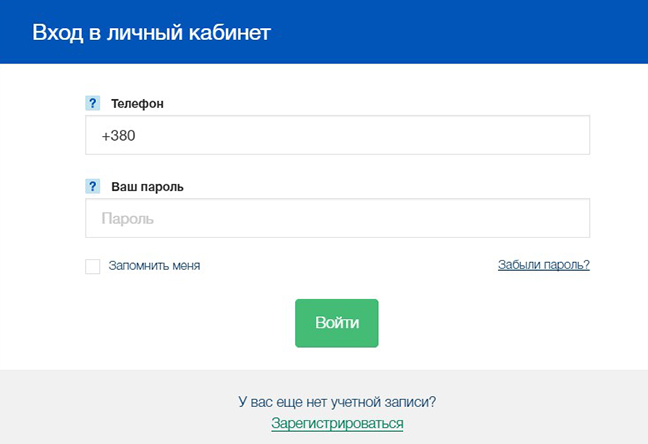 Вход в личный кабинет
? Телефон
+380
? Ваш пароль
Пароль
Запомнить меня Забыли пароль?
Войти
У вас еще нет учетной записи?
Зарегистрироваться